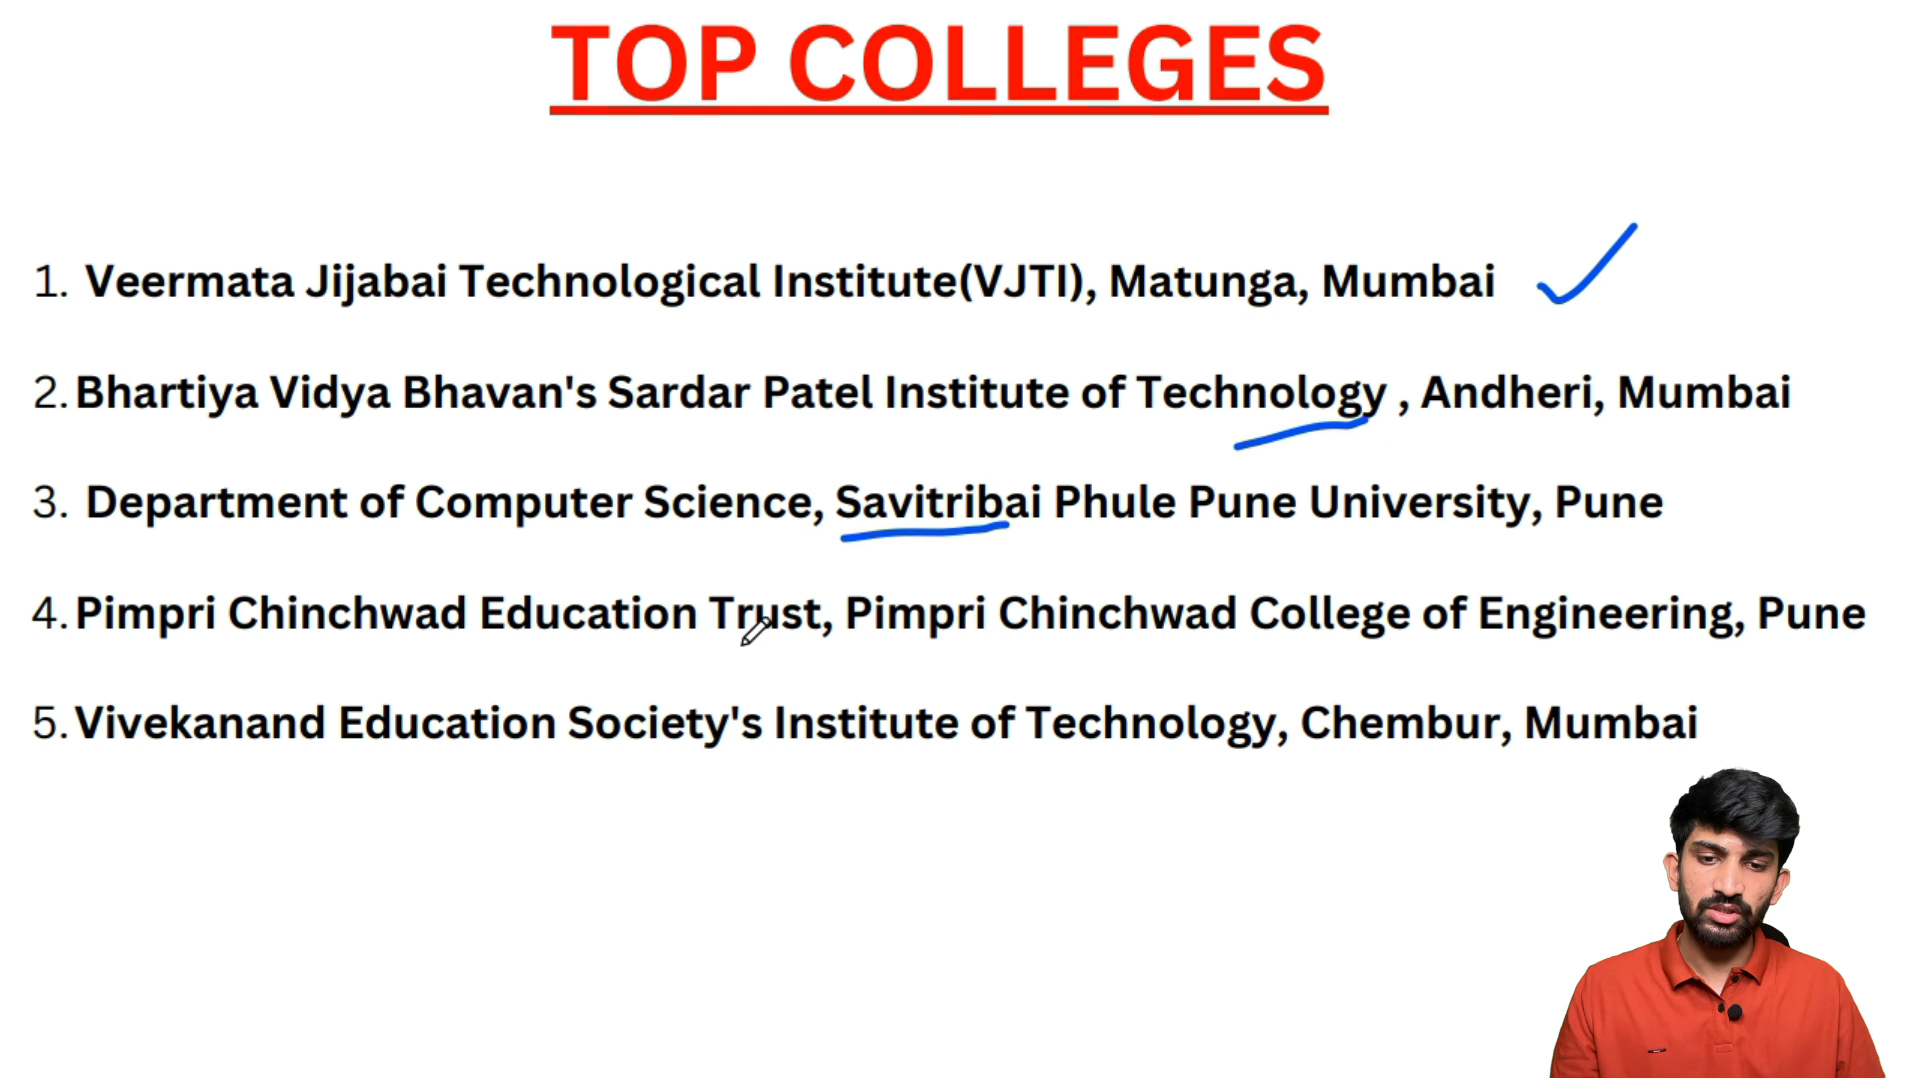 TOP COLLEGES
1. Veermata Jijabai Technological Institute(VJTI), Matunga, Mumbai
2. Bhartiya Vidya Bhavan's Sardar Patel Institute of Technology , Andheri, Mumbai
3. Department of Computer Science, Savitribai Phule Pune University, Pune
4. Pimpri Chinchwad Education Trust, Pimpri Chinchwad College of Engineering, Pune
5. Vivekanand Education Society's Institute of Technology, Chembur, Mumbai